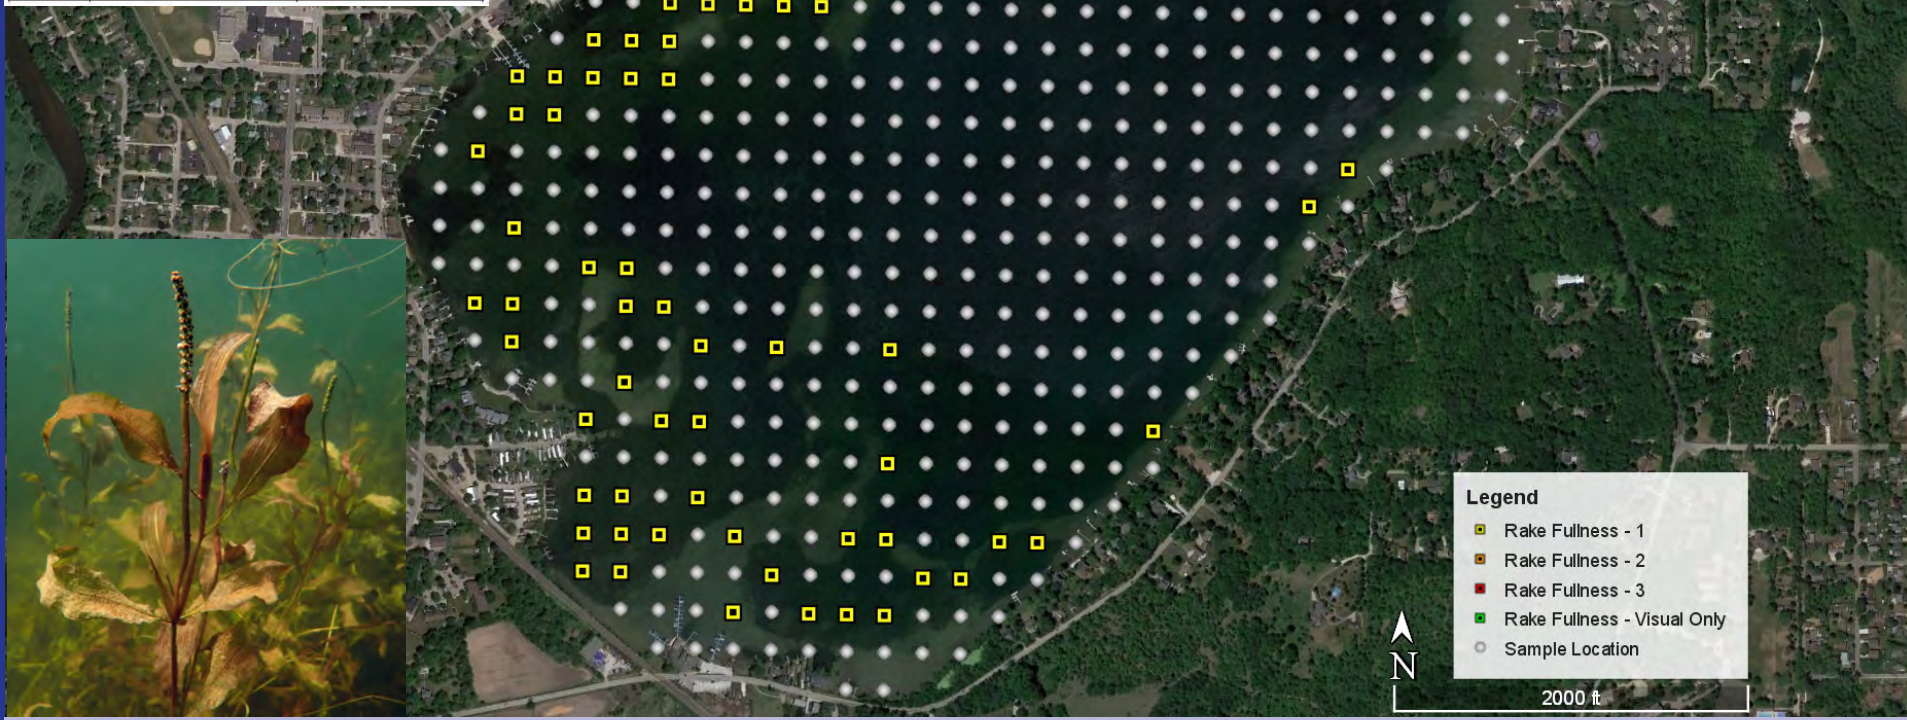 Legend
Rake Fullness - 1
Rake Fullness - 2
Rake Fullness - 3
Rake Fullness - Visual Only
Sample Location
N
2000 ft